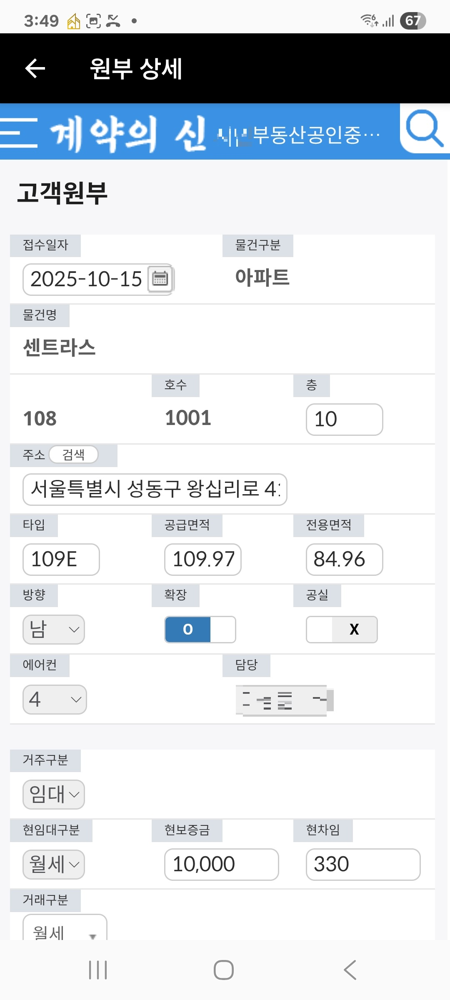 3:49
67
원부 상세
계약의 신 부동산공인중…
고객원부
접수일자 물건구분
2025-10-15 아파트
물건명
센트라스
호수 층
108 1001 10
주소 검색
서울특별시 성동구 왕십리로
타입 공급면적 전용면적
109E 109.97 84.96
방향 확장 공실
남 O X
에어컨 담당
4
거주구분
임대
현임대구분 현보증금 현차임
월세 10,000 330
거래구분
월세